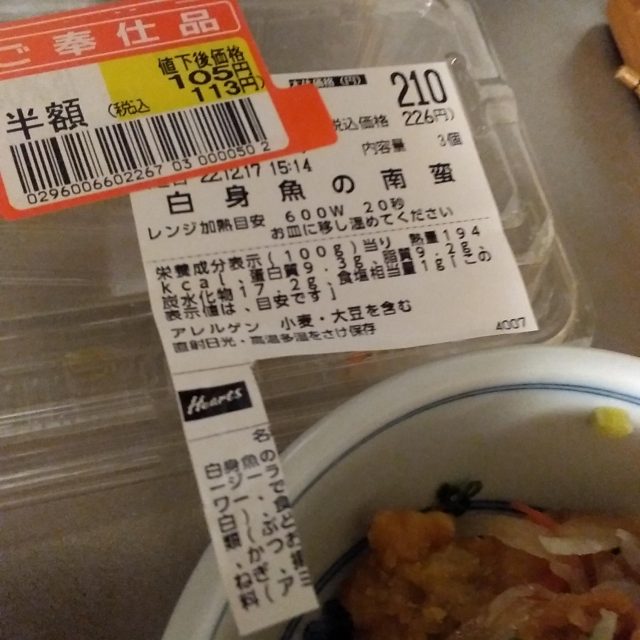 ご奉仕品
半額
値下後価格
105円
(税込 113円)
0296006602267 03 0000502
本体価格(円)
210
税込価格 226円)
22.12.17 15:14
内容量 3個
白身魚の南蛮
レンジ加熱目安 600W 20秒
お皿に移し温めてください
栄養成分表示(100g)当り 熱量194
kcal、蛋白質9.3g、脂質9.2g、
炭水化物17.2g、食塩相当量1g[この
表示値は、目安です]
アレルゲン 小麦・大豆を含む
直射日光・高温多湿をさけ保存
4007
Hearts